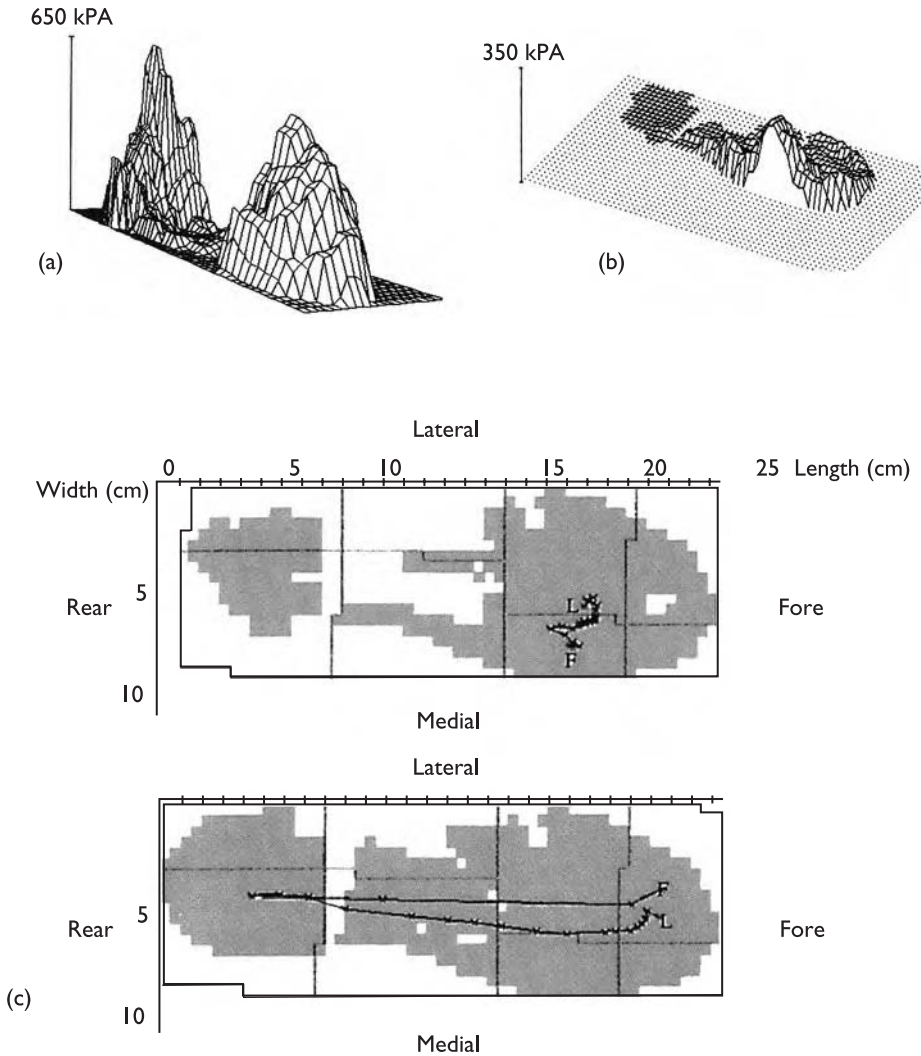 650 kPA
350 kPA
(a)
(b)
Lateral
0 5 10 15 20 25 Length (cm)
Width (cm)
5
Rear
Fore
L
F
10
Medial
Lateral
F
5
L
Rear
Fore
(c)
10
Medial